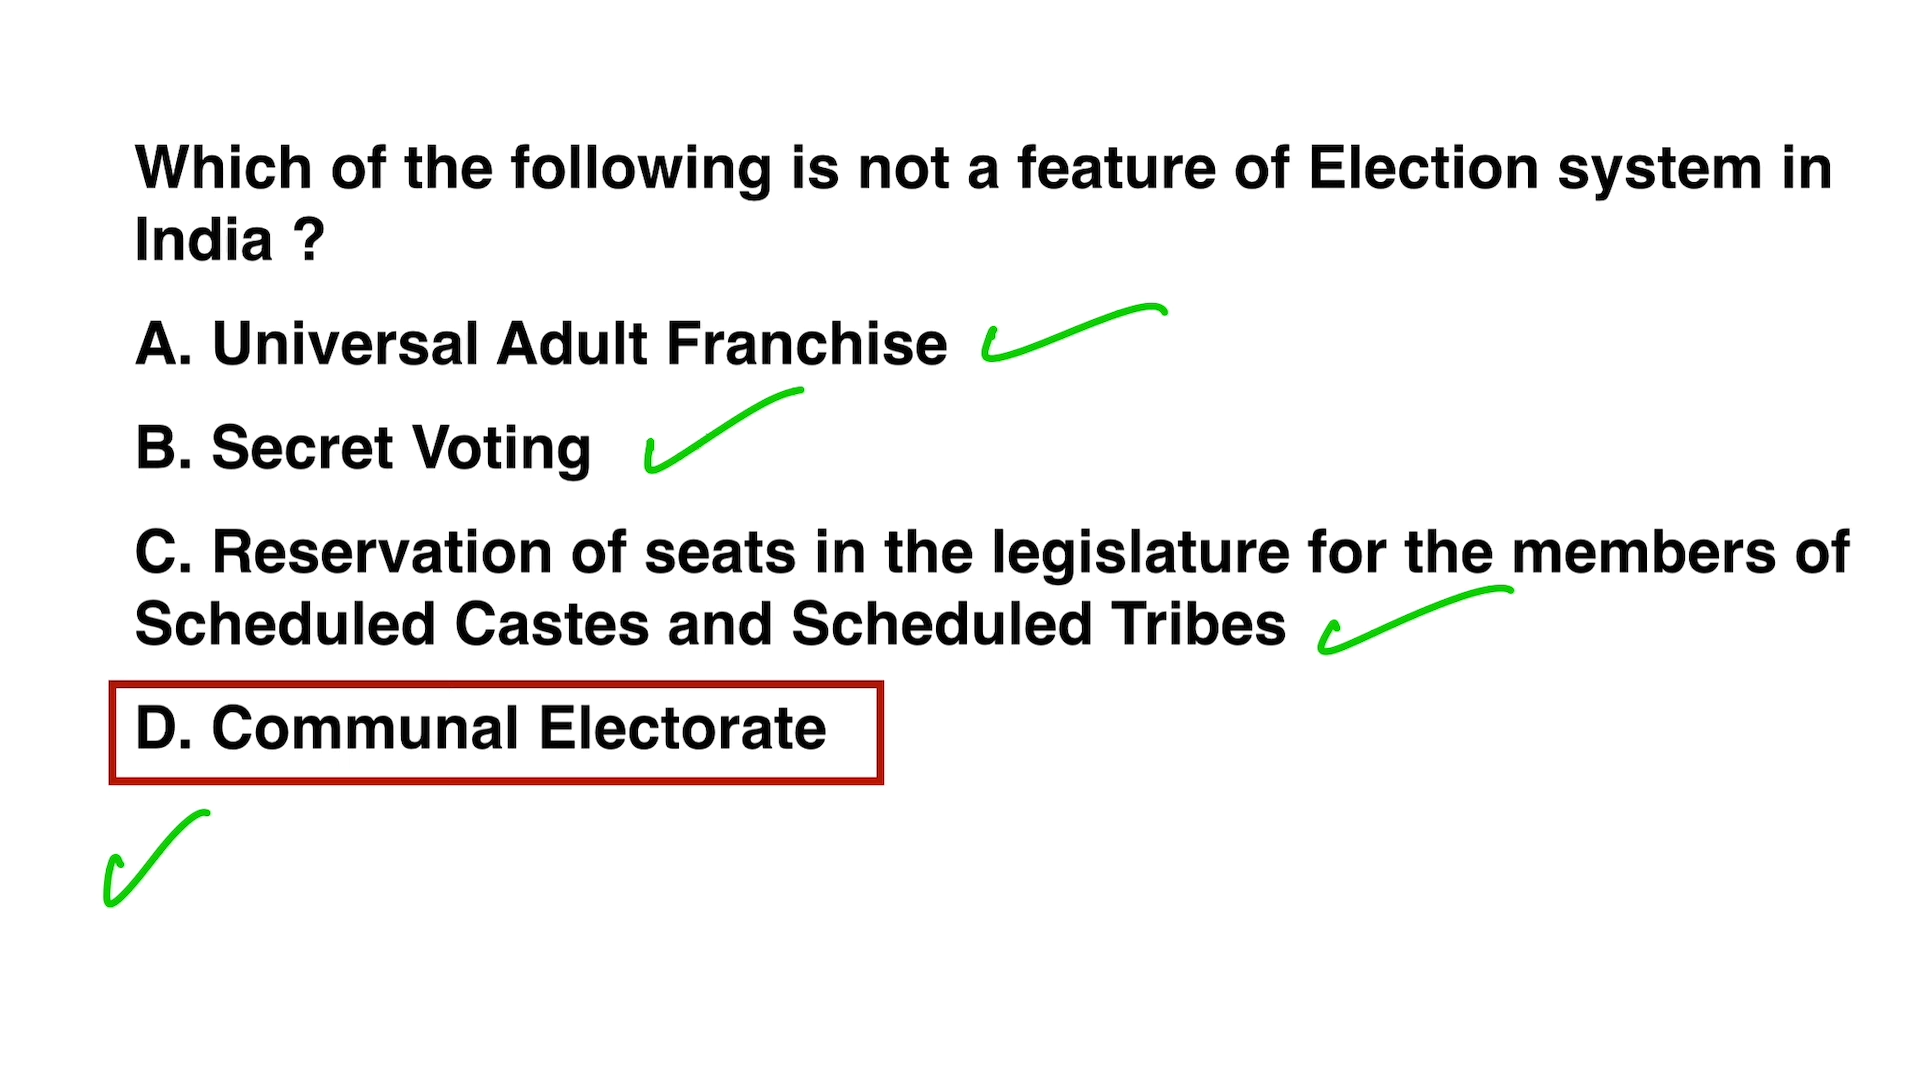 Which of the following is not a feature of Election system in
India ?
A. Universal Adult Franchise
B. Secret Voting
C. Reservation of seats in the legislature for the members of
Scheduled Castes and Scheduled Tribes
D. Communal Electorate